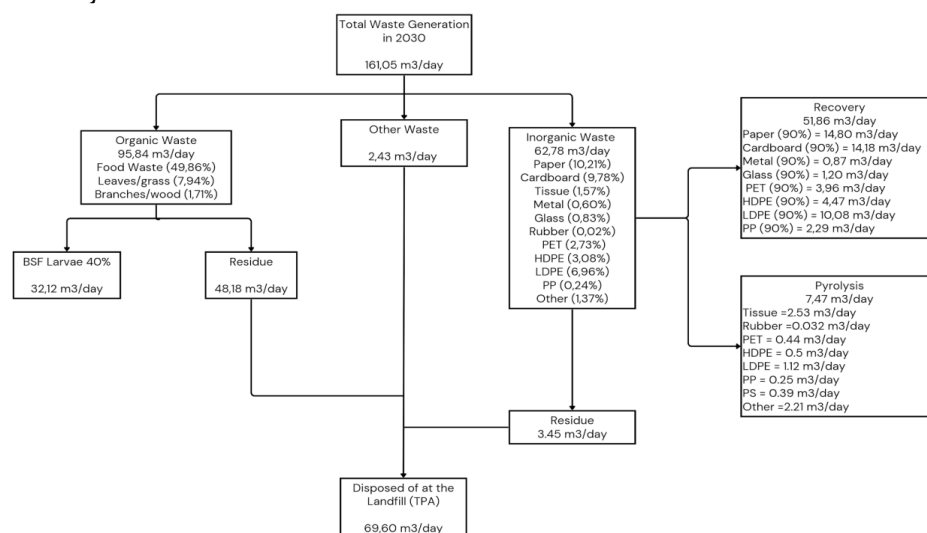 Total Waste Generation
in 2030
161,05 m3/day
Organic Waste
95,84 m3/day
Food Waste (49,86%)
Leaves/grass (7,94%)
Branches/wood (1,71%)
Other Waste
2,43 m3/day
Inorganic Waste
62,78 m3/day
Paper (10,21%)
Cardboard (9,78%)
Tissue (1,57%)
Metal (0,60%)
Glass (0,83%)
Rubber (0,02%)
PET (2,73%)
HDPE (3,08%)
LDPE (6,96%)
PP (0,24%)
Other (1,37%)
Recovery
51,86 m3/day
Paper (90%) = 14,80 m3/day
Cardboard (90%) = 14,18 m3/day
Metal (90%) = 0,87 m3/day
Glass (90%) = 1,20 m3/day
PET (90%) = 3,96 m3/day
HDPE (90%) = 4,47 m3/day
LDPE (90%) = 10,08 m3/day
PP (90%) = 2,29 m3/day
BSF Larvae 40%
32,12 m3/day
Residue
48,18 m3/day
Pyrolysis
7,47 m3/day
Tissue =2.53 m3/day
Rubber =0.032 m3/day
PET = 0.44 m3/day
HDPE = 0.5 m3/day
LDPE = 1.12 m3/day
PP = 0.25 m3/day
PS = 0.39 m3/day
Other =2.21 m3/day
Residue
3.45 m3/day
Disposed of at the
Landfill (TPA)
69,60 m3/day